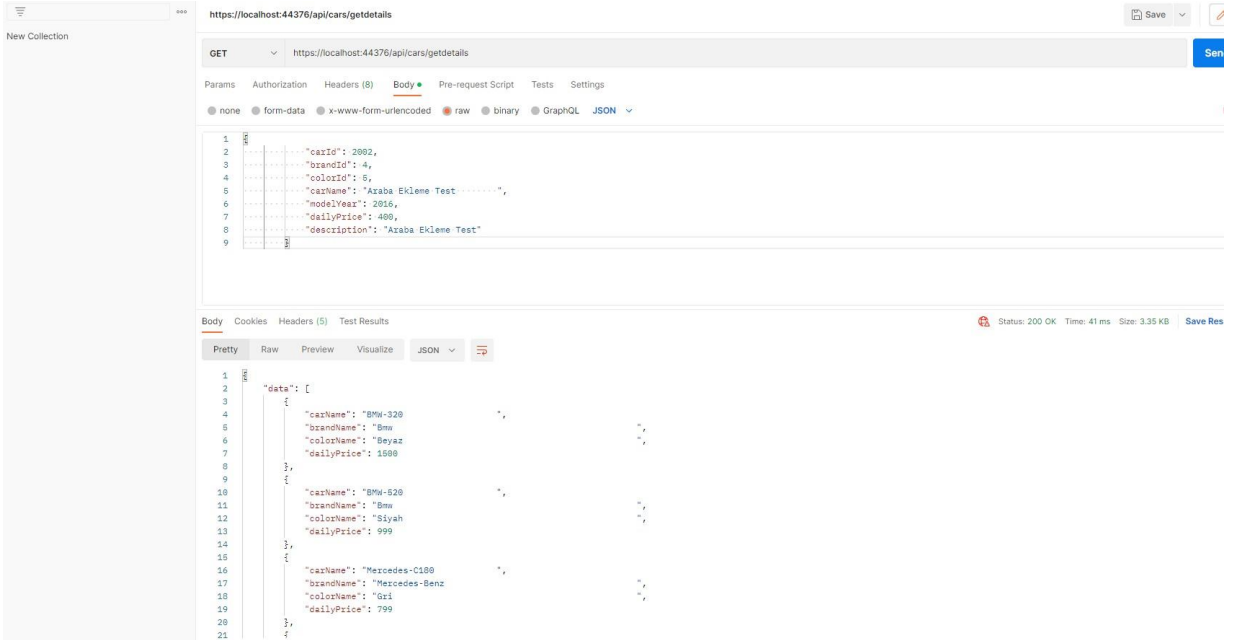 https://localhost:44376/api/cars/getdetails
Save
New Collection
GET https://localhost:44376/api/cars/getdetails
Params Authorization Headers (8) Body Pre-request Script Tests Settings
none form-data x-www-form-urlencoded raw binary GraphQL JSON
1 {
2 "carId": 2002,
3 "brandId": 4,
4 "colorId": 5,
5 "carName": "Araba Ekleme Test ",
6 "modelYear": 2016,
7 "dailyPrice": 400,
8 "description": "Araba Ekleme Test"
9 }
Body Cookies Headers (5) Test Results Status: 200 OK Time: 41 ms Size: 3.35 KB Save Res
Pretty Raw Preview Visualize JSON
1 {
2 "data": [
3 {
4 "carName": "BMW-320 ",
5 "brandName": "Bmw ",
6 "colorName": "Beyaz ",
7 "dailyPrice": 1500
8 },
9 {
10 "carName": "BMW-520 ",
11 "brandName": "Bmw ",
12 "colorName": "Siyah ",
13 "dailyPrice": 999
14 },
15 {
16 "carName": "Mercedes-C180 ",
17 "brandName": "Mercedes-Benz ",
18 "colorName": "Gri ",
19 "dailyPrice": 799
20 },
21 {